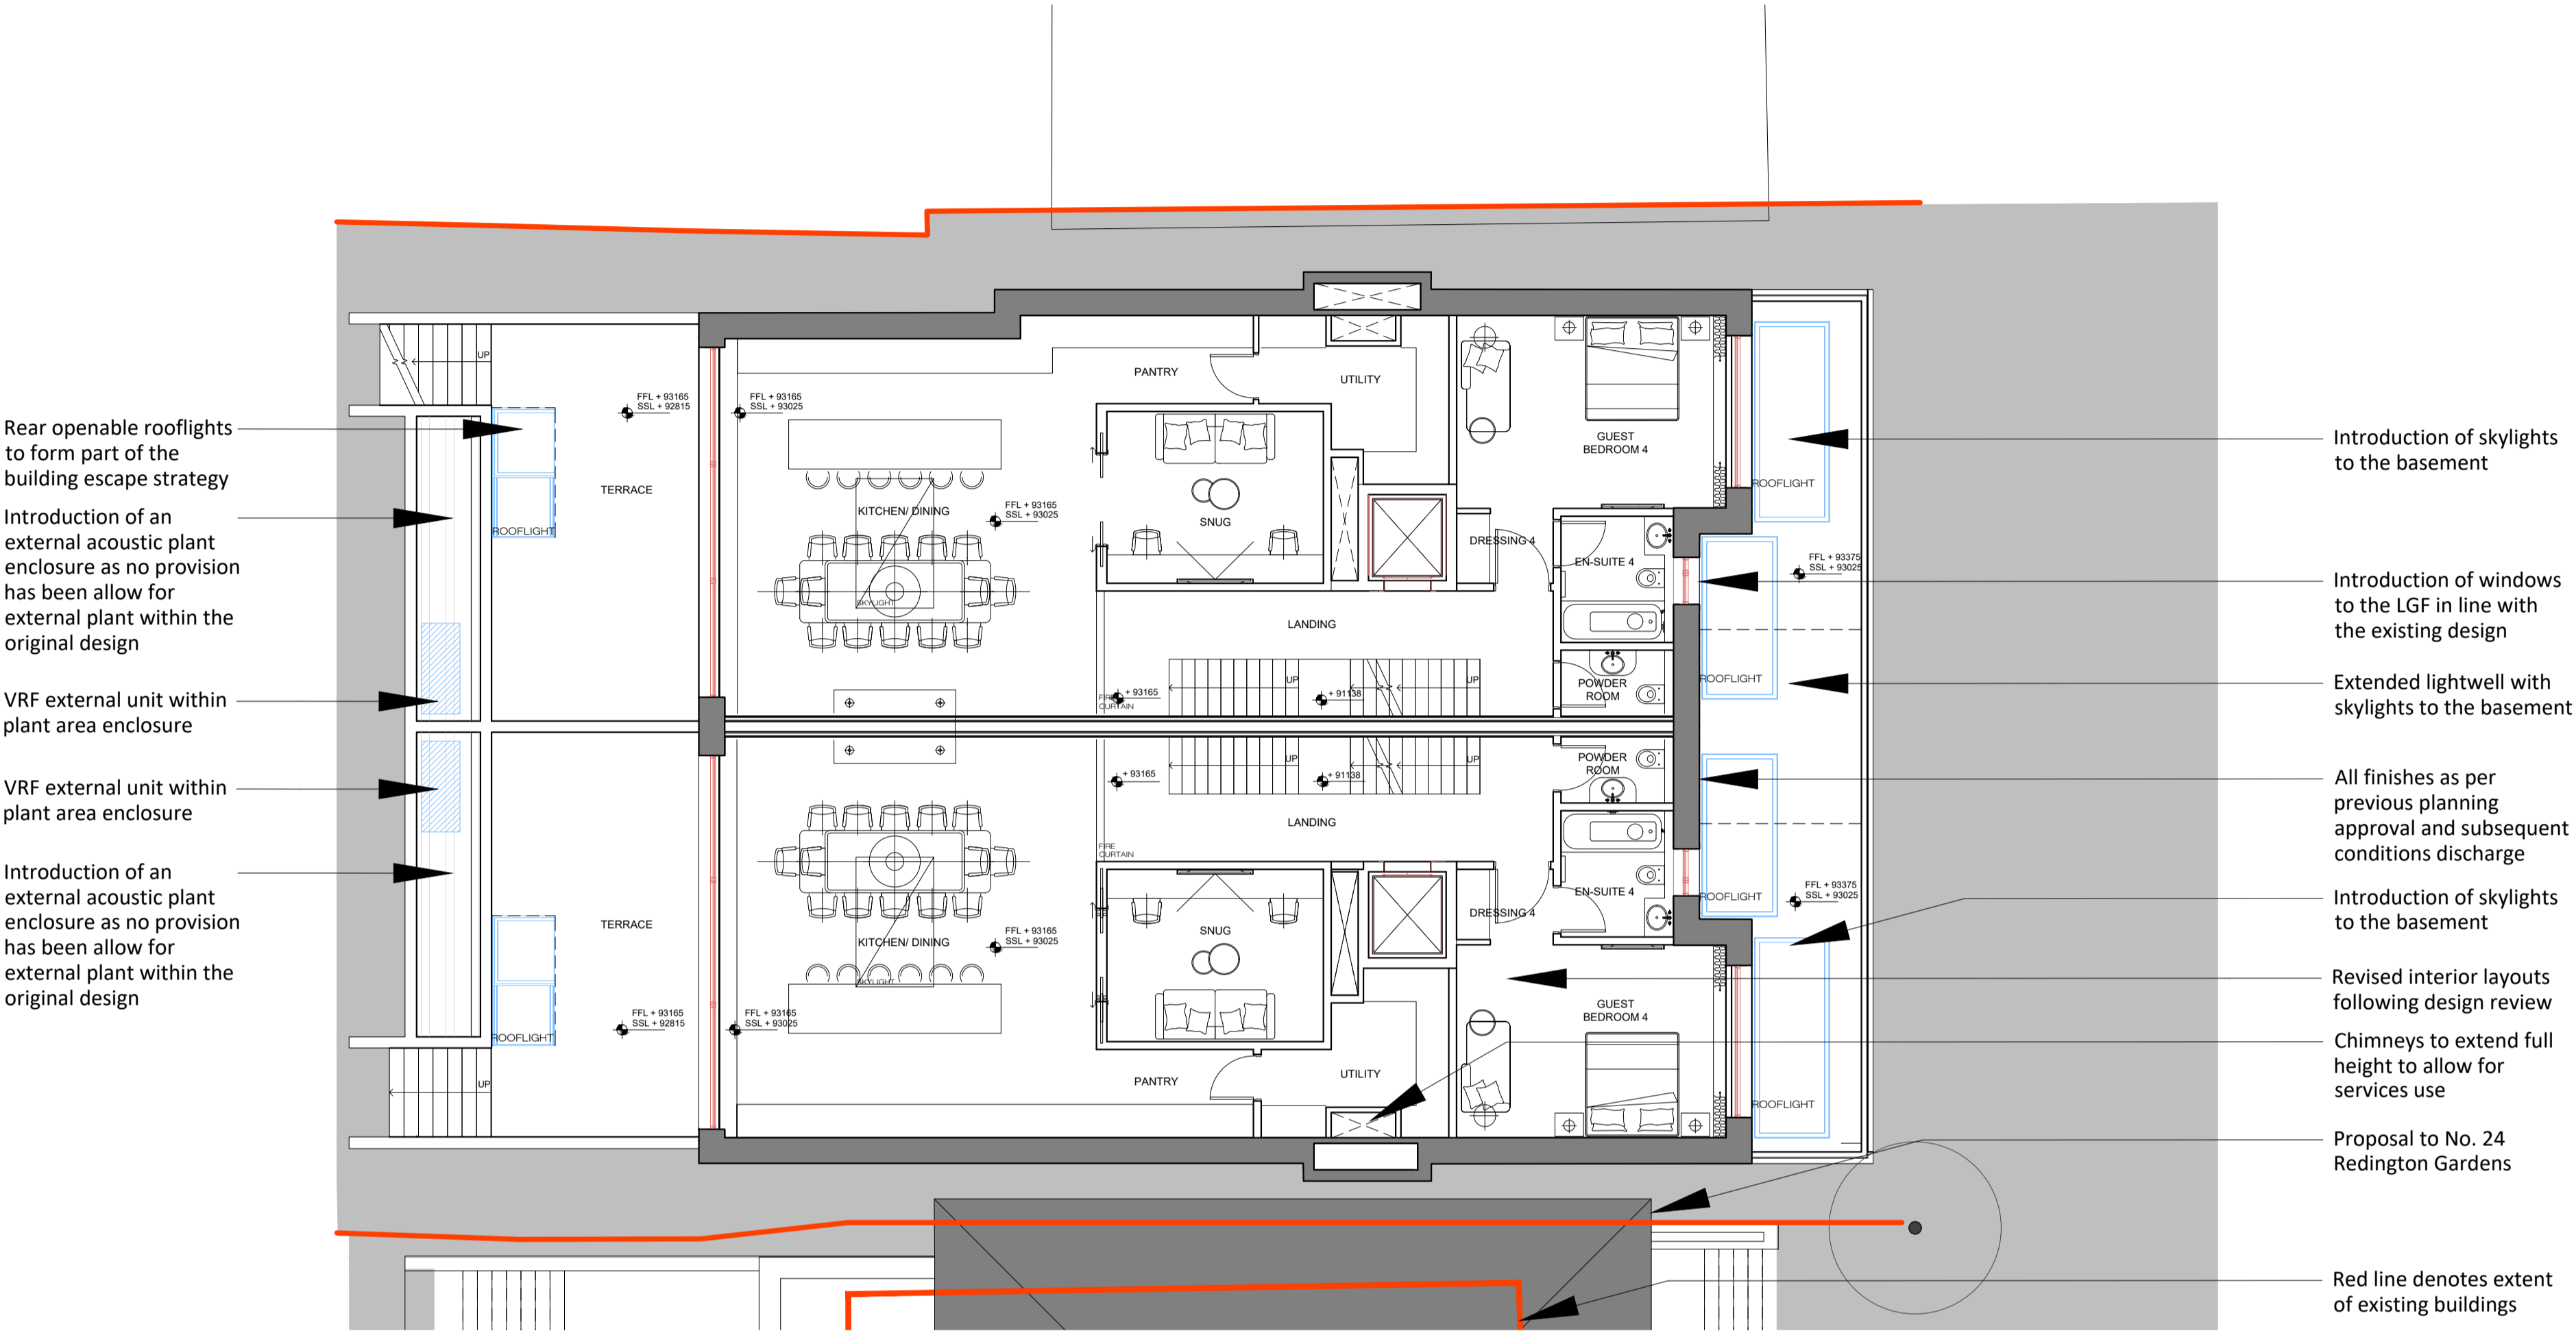 Rear openable rooflights
to form part of the
building escape strategy
Introduction of an
external acoustic plant
enclosure as no provision
has been allow for
external plant within the
original design
VRF external unit within
plant area enclosure
VRF external unit within
plant area enclosure
Introduction of an
external acoustic plant
enclosure as no provision
has been allow for
external plant within the
original design
UP
ROOFLIGHT
TERRACE
FFL + 93165
SSL + 92815
FFL + 93165
SSL + 93025
KITCHEN/ DINING
FFL + 93165
SSL + 93025
SKYLIGHT
PANTRY
UTILITY
SNUG
GUEST
BEDROOM 4
DRESSING 4
EN-SUITE 4
LANDING
POWDER
ROOM
FIRE
CURTAIN
+ 93165
UP
+ 91138
UP
ROOFLIGHT
FFL + 93375
SSL + 93025
ROOFLIGHT
+ 93165
UP
+ 91138
UP
POWDER
ROOM
LANDING
FIRE
CURTAIN
EN-SUITE 4
DRESSING 4
ROOFLIGHT
FFL + 93375
SSL + 93025
TERRACE
KITCHEN/ DINING
FFL + 93165
SSL + 93025
SKYLIGHT
SNUG
GUEST
BEDROOM 4
FFL + 93165
SSL + 92815
FFL + 93165
SSL + 93025
ROOFLIGHT
UP
PANTRY
UTILITY
ROOFLIGHT
Introduction of skylights
to the basement
Introduction of windows
to the LGF in line with
the existing design
Extended lightwell with
skylights to the basement
All finishes as per
previous planning
approval and subsequent
conditions discharge
Introduction of skylights
to the basement
Revised interior layouts
following design review
Chimneys to extend full
height to allow for
services use
Proposal to No. 24
Redington Gardens
Red line denotes extent
of existing buildings